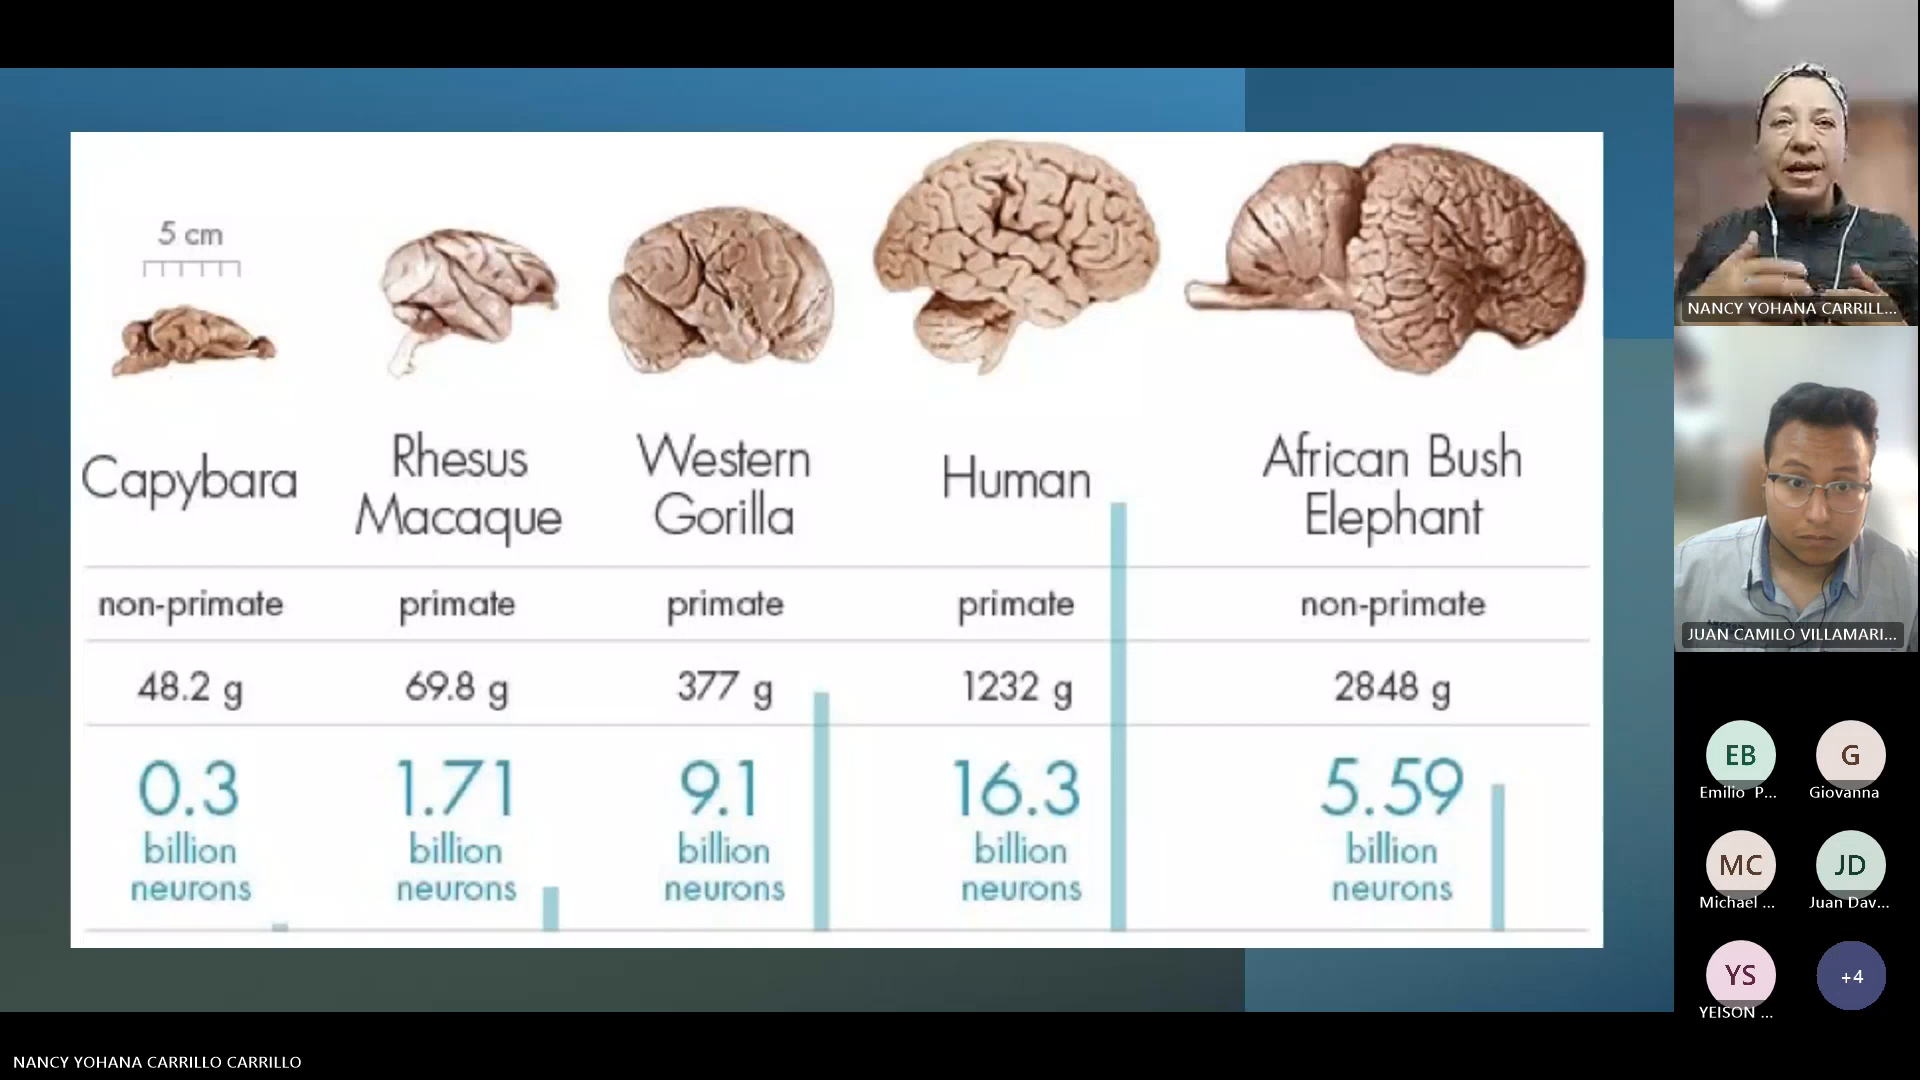 5 cm
Capybara
Rhesus
Macaque
Western
Gorilla
Human
African Bush
Elephant
non-primate
primate
primate
primate
non-primate
48.2 g
69.8 g
377 g
1232 g
2848 g
0.3
billion
neurons
1.71
billion
neurons
9.1
billion
neurons
16.3
billion
neurons
5.59
billion
neurons
NANCY YOHANA CARRILL...
JUAN CAMILO VILLAMARI...
EB
Emilio P...
G
Giovanna
MC
Michael ...
JD
Juan Dav...
YS
YEISON ...
+4
NANCY YOHANA CARRILLO CARRILLO